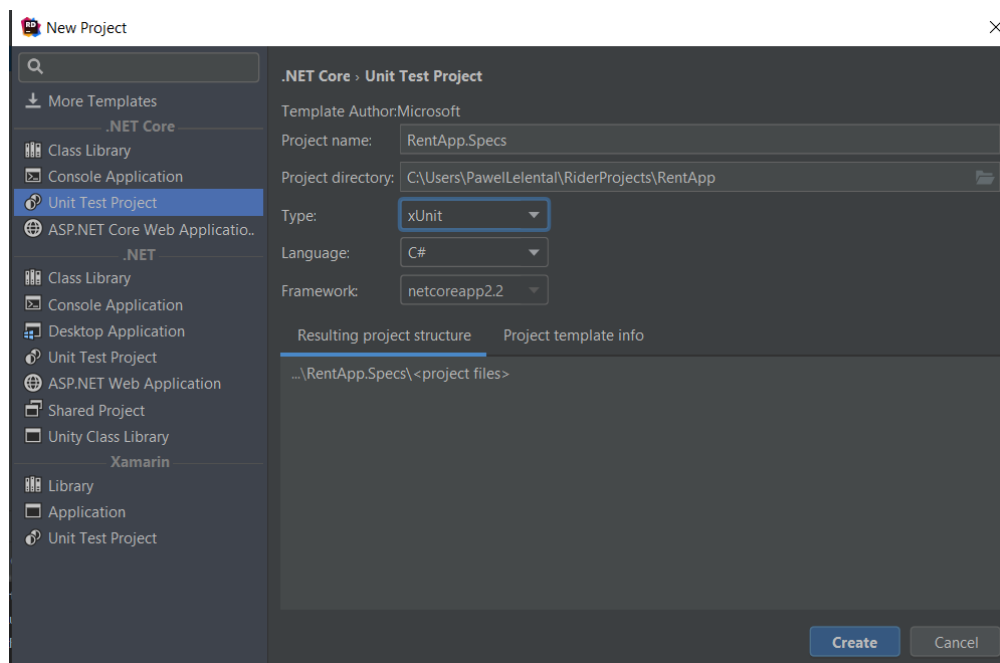 RD New Project
More Templates
.NET Core
Class Library
Console Application
Unit Test Project
ASP.NET Core Web Applicatio..
.NET
Class Library
Console Application
Desktop Application
Unit Test Project
ASP.NET Web Application
Shared Project
Unity Class Library
Xamarin
Library
Application
Unit Test Project
.NET Core › Unit Test Project
Template Author:Microsoft
Project name: RentApp.Specs
Project directory: C:\Users\PawelLelental\RiderProjects\RentApp
Type: xUnit
Language: C#
Framework: netcoreapp2.2
Resulting project structure Project template info
...\RentApp.Specs\<project files>
Create Cancel